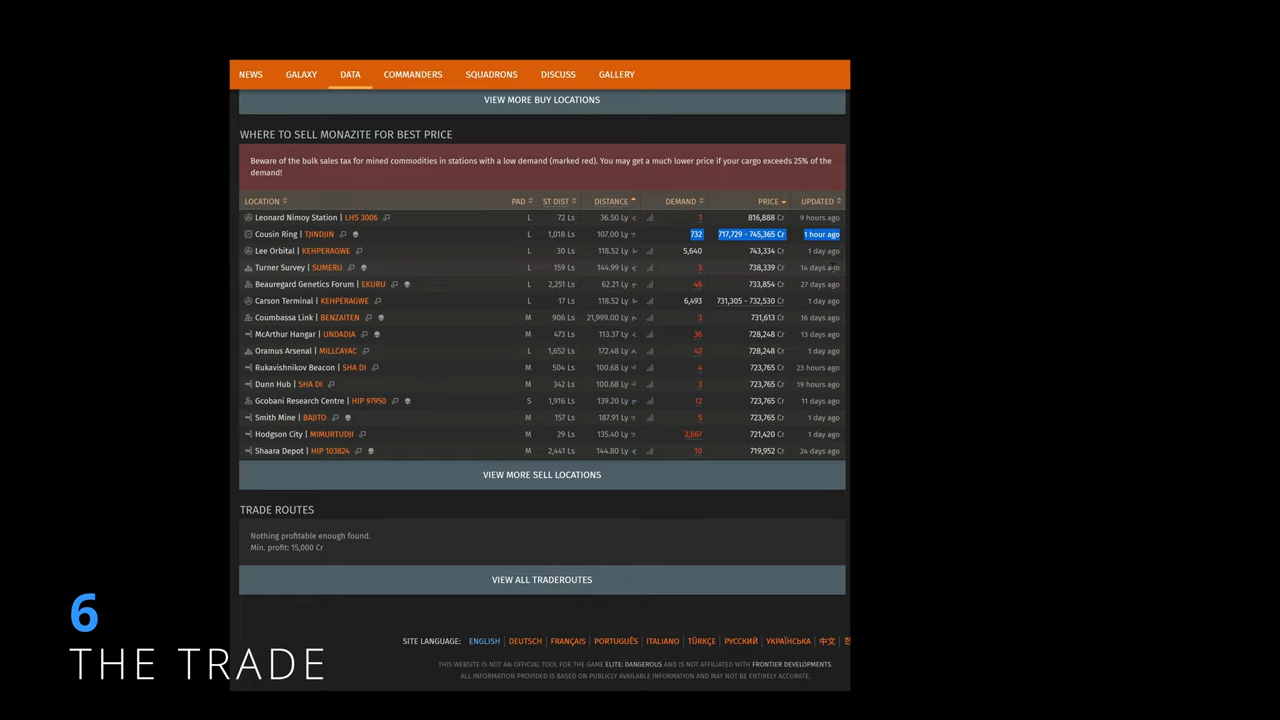 NEWS GALAXY DATA COMMANDERS SQUADRONS DISCUSS GALLERY
VIEW MORE BUY LOCATIONS
WHERE TO SELL MONAZITE FOR BEST PRICE
Beware of the bulk sales tax for mined commodities in stations with a low demand (marked red). You may get a much lower price if your cargo exceeds 25% of the
demand!
LOCATION PAD ST DIST DISTANCE DEMAND PRICE UPDATED
Leonard Nimoy Station | LHS 3006 L 72 Ls 36.50 Ly 1 816,888 Cr 9 hours ago
Cousin Ring | TJINDJIN L 1,018 Ls 107.00 Ly 732 717,729 - 745,365 Cr 1 hour ago
Lee Orbital | KEHPERAGWE L 30 Ls 118.52 Ly 5,640 743,334 Cr 1 day ago
Turner Survey | SUMERU L 159 Ls 144.99 Ly 3 738,339 Cr 14 days ago
Beauregard Genetics Forum | EKURU L 2,251 Ls 62.21 Ly 46 733,854 Cr 27 days ago
Carson Terminal | KEHPERAGWE L 17 Ls 118.52 Ly 6,493 731,305 - 732,530 Cr 1 day ago
Coumbassa Link | BENZAITEN M 906 Ls 21,999.00 Ly 3 731,613 Cr 16 days ago
McArthur Hangar | UNDADJA M 473 Ls 113.37 Ly 36 728,248 Cr 13 days ago
Oramus Arsenal | MILLCAYAC L 1,652 Ls 172.48 Ly 42 728,248 Cr 1 day ago
Rukavishnikov Beacon | SHA DI M 504 Ls 100.68 Ly 4 723,765 Cr 23 hours ago
Dunn Hub | SHA DI M 342 Ls 100.68 Ly 3 723,765 Cr 19 hours ago
Gcobani Research Centre | HIP 97950 S 1,916 Ls 139.20 Ly 12 723,765 Cr 11 days ago
Smith Mine | BAJITO M 157 Ls 187.91 Ly 5 723,765 Cr 1 day ago
Hodgson City | MIMURTUDJI M 29 Ls 135.40 Ly 2,667 721,420 Cr 1 day ago
Shaara Depot | HIP 103824 M 2,441 Ls 144.80 Ly 10 719,952 Cr 24 days ago
VIEW MORE SELL LOCATIONS
TRADE ROUTES
Nothing profitable enough found.
Min. profit: 15,000 Cr
VIEW ALL TRADEROUTES
6
THE TRADE
SITE LANGUAGE: ENGLISH | DEUTSCH | FRANÇAIS | PORTUGUÊS | ITALIANO | TÜRKÇE | РУССКИЙ | УКРАЇНСЬКА | 中文 |
THIS WEBSITE IS NOT AN OFFICIAL TOOL FOR THE GAME ELITE: DANGEROUS AND IS NOT AFFILIATED WITH FRONTIER DEVELOPMENTS.
ALL INFORMATION PROVIDED IS BASED ON PUBLICLY AVAILABLE INFORMATION AND MAY NOT BE ENTIRELY ACCURATE.